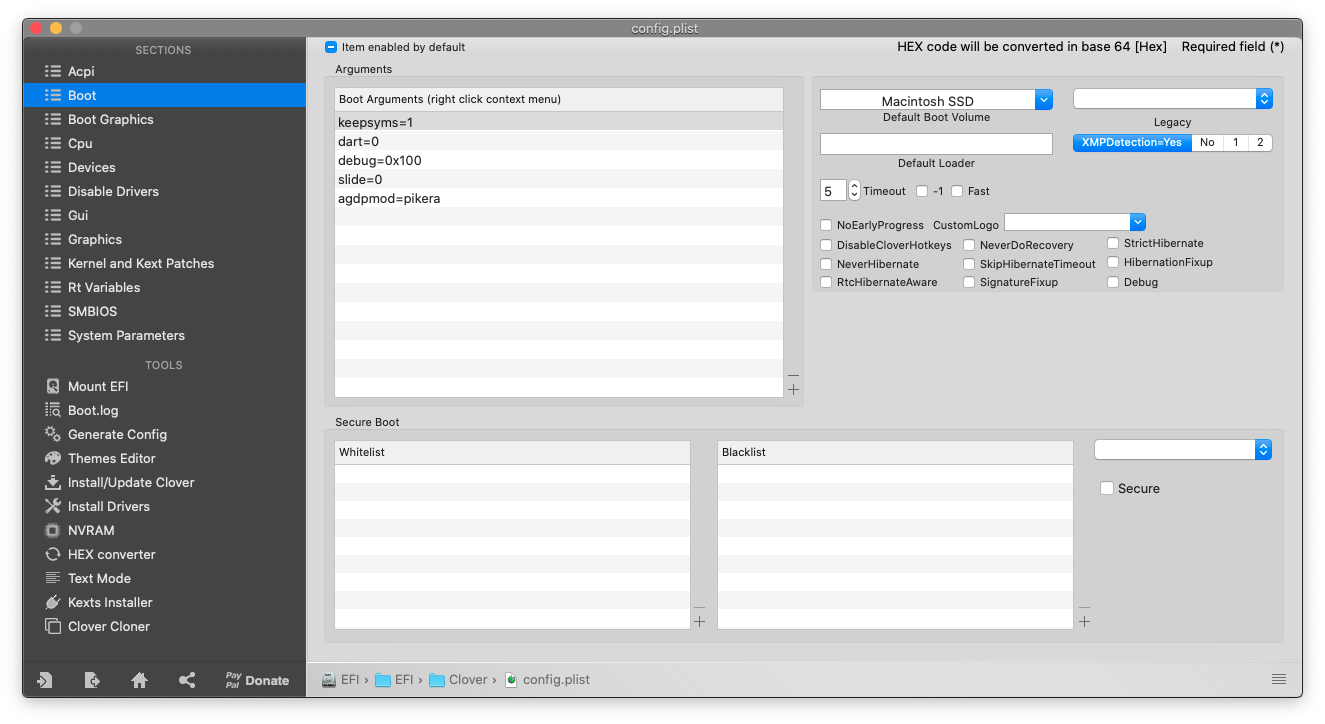 config.plist
SECTIONS
Acpi
Boot
Boot Graphics
Cpu
Devices
Disable Drivers
Gui
Graphics
Kernel and Kext Patches
Rt Variables
SMBIOS
System Parameters
TOOLS
Mount EFI
Boot.log
Generate Config
Themes Editor
Install/Update Clover
Install Drivers
NVRAM
HEX converter
Text Mode
Kexts Installer
Clover Cloner
Pay
Pal
Donate
Item enabled by default
HEX code will be converted in base 64 [Hex] Required field (*)
Arguments
Boot Arguments (right click context menu)
keepsyms=1
dart=0
debug=0x100
slide=0
agdpmod=pikera
Macintosh SSD
Default Boot Volume
Legacy
Default Loader
XMPDetection=Yes No 1 2
5 Timeout -1 Fast
NoEarlyProgress CustomLogo
DisableCloverHotkeys NeverDoRecovery StrictHibernate
NeverHibernate SkipHibernateTimeout HibernationFixup
RtcHibernateAware SignatureFixup Debug
Secure Boot
Whitelist
Blacklist
Secure
EFI › EFI › Clover › config.plist